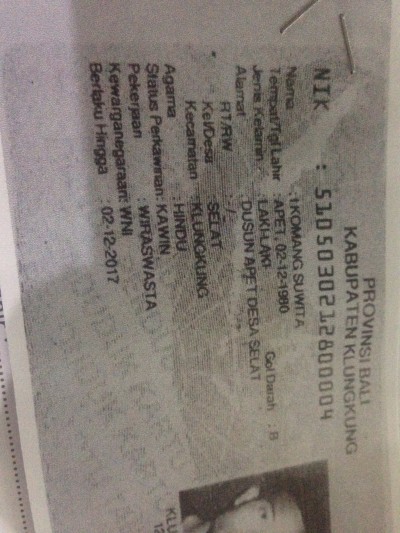 PROVINSI BALI
KABUPATEN KLUNGKUNG
NIK : 5105030212800004
Nama : I KOMANG SUWITA
Tempat/Tgl Lahir : APET, 02-12-1980
Jenis Kelamin : LAKI-LAKI Gol Darah : B
Alamat : DUSUN APET DESA SELAT
RT/RW : -/-
Kel/Desa : SELAT
Kecamatan : KLUNGKUNG
Agama : HINDU
Status Perkawinan: KAWIN
Pekerjaan : WIRASWASTA
Kewarganegaraan: WNI
Berlaku Hingga : 02-12-2017